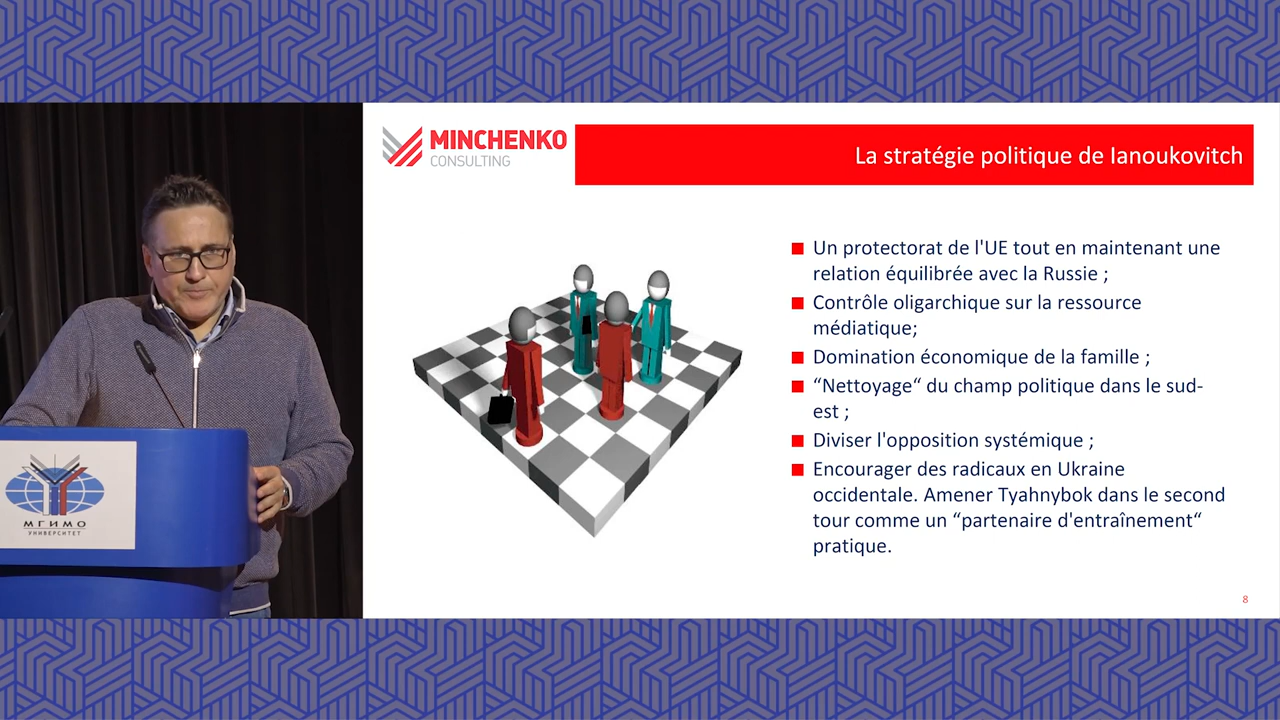 МГИМО
УНИВЕРСИТЕТ
MINCHENKO
CONSULTING
La stratégie politique de Ianoukovitch
Un protectorat de l'UE tout en maintenant une
relation équilibrée avec la Russie ;
Contrôle oligarchique sur la ressource
médiatique;
Domination économique de la famille ;
“Nettoyage“ du champ politique dans le sud-
est ;
Diviser l'opposition systémique ;
Encourager des radicaux en Ukraine
occidentale. Amener Tyahnybok dans le second
tour comme un “partenaire d'entraînement“
pratique.
8